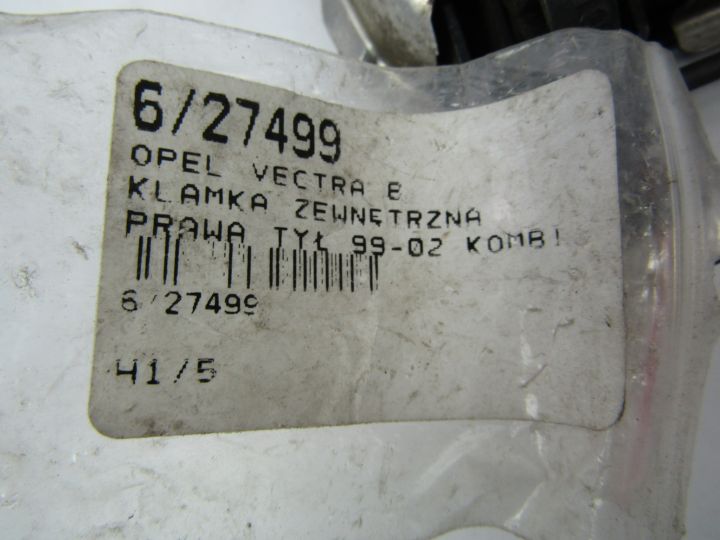 6/27499
OPEL VECTRA B
KLAMKA ZEWNĘTRZNA
PRAWA TYŁ 99-02 KOMBI
6/27499
H1/5